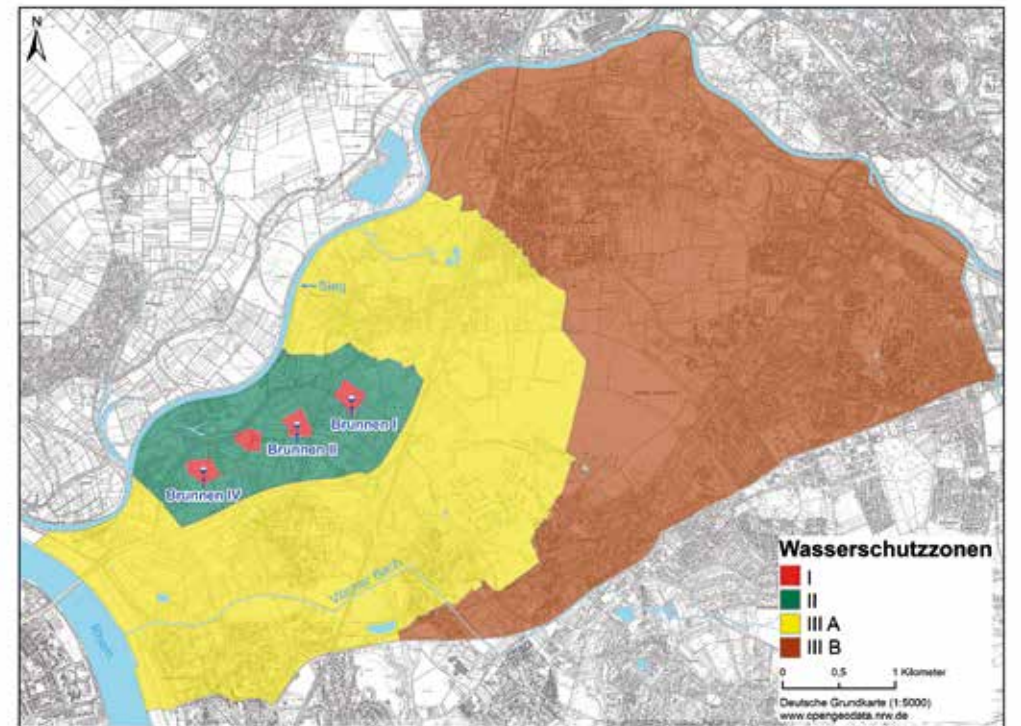 N
Sieg
Brunnen I
Brunnen II
Brunnen IV
Vilicher Bach
Rhein
Wasserschutzzonen
I
II
III A
III B
0 0,5 1 Kilometer
Deutsche Grundkarte (1:5000)
www.opengeodata.nrw.de